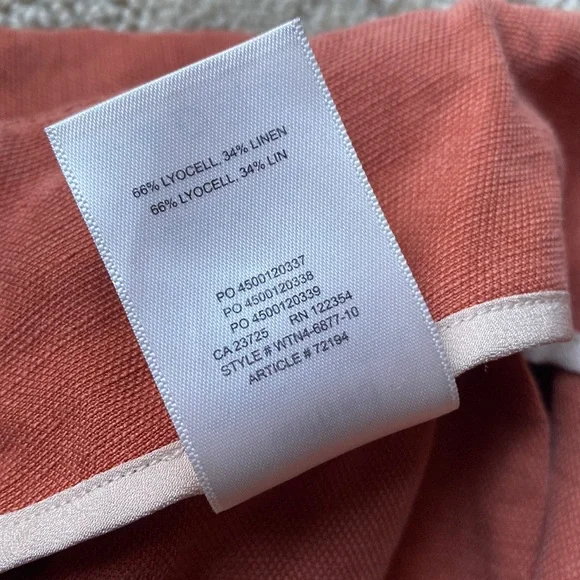 66% LYOCELL, 34% LINEN
66% LYOCELL, 34% LIN
PO 4500120337
PO 4500120338
PO 4500120339
CA 23725 RN 122354
STYLE # WTN4-6877-10
ARTICLE # 72194